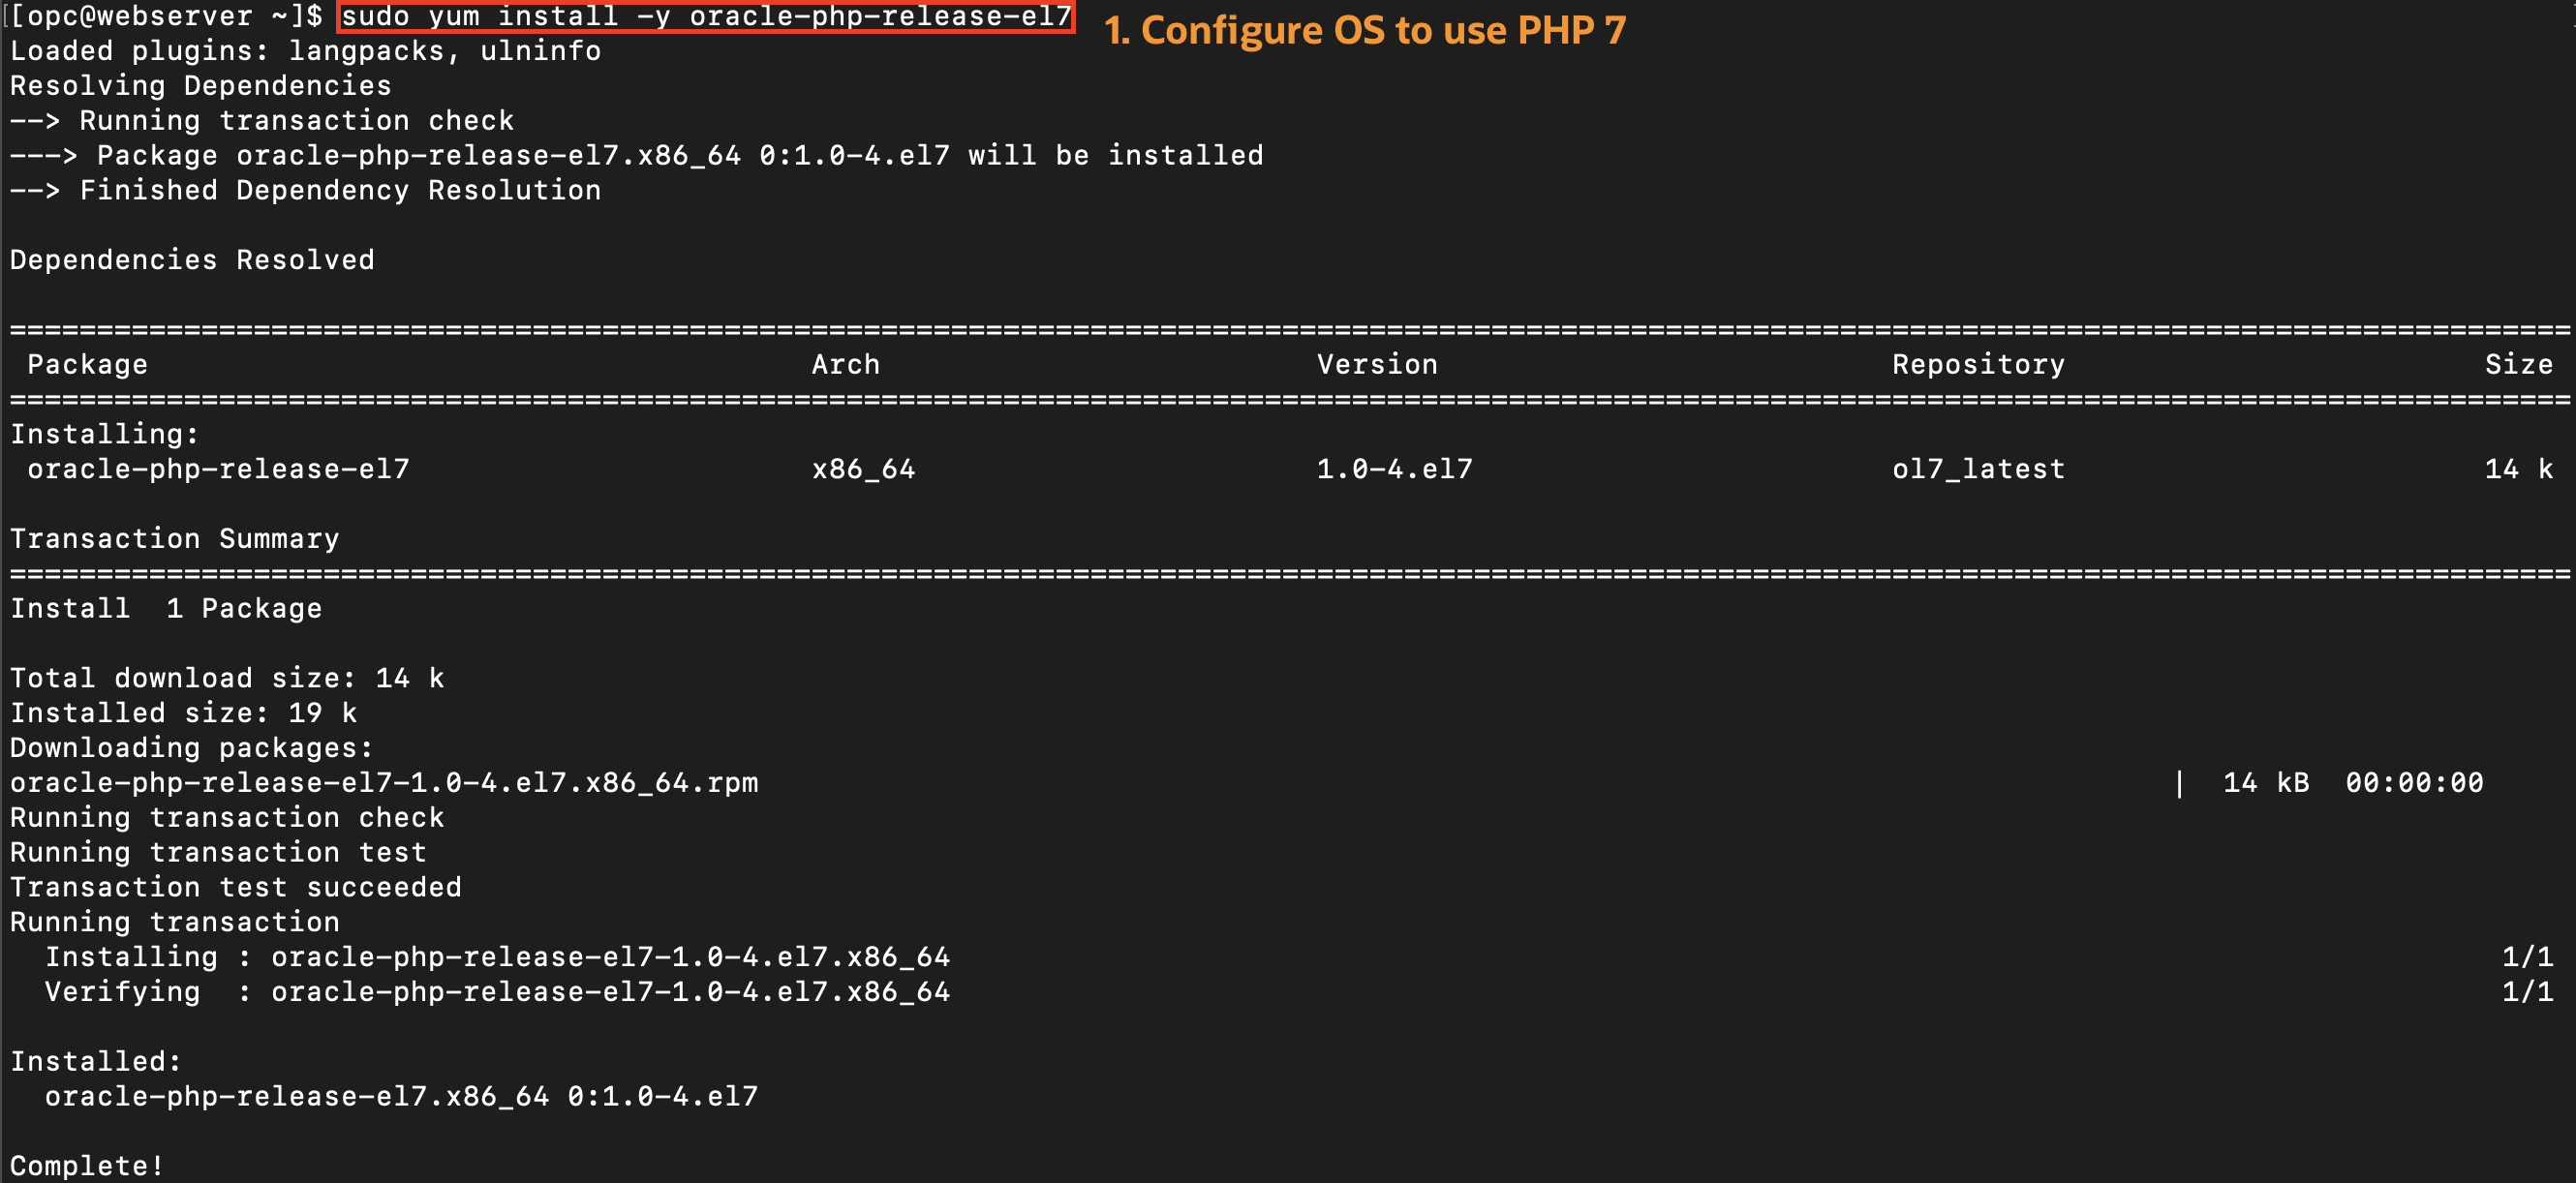 [[opc@webserver ~]$ sudo yum install -y oracle-php-release-el7
1. Configure OS to use PHP 7
Loaded plugins: langpacks, ulninfo
Resolving Dependencies
--> Running transaction check
---> Package oracle-php-release-el7.x86_64 0:1.0-4.el7 will be installed
--> Finished Dependency Resolution
Dependencies Resolved
================================================================================
Package Arch Version Repository Size
================================================================================
Installing:
oracle-php-release-el7 x86_64 1.0-4.el7 ol7_latest 14 k
Transaction Summary
================================================================================
Install  1 Package
Total download size: 14 k
Installed size: 19 k
Downloading packages:
oracle-php-release-el7-1.0-4.el7.x86_64.rpm | 14 kB 00:00:00
Running transaction check
Running transaction test
Transaction test succeeded
Running transaction
Installing : oracle-php-release-el7-1.0-4.el7.x86_64 1/1
Verifying  : oracle-php-release-el7-1.0-4.el7.x86_64 1/1
Installed:
oracle-php-release-el7.x86_64 0:1.0-4.el7
Complete!